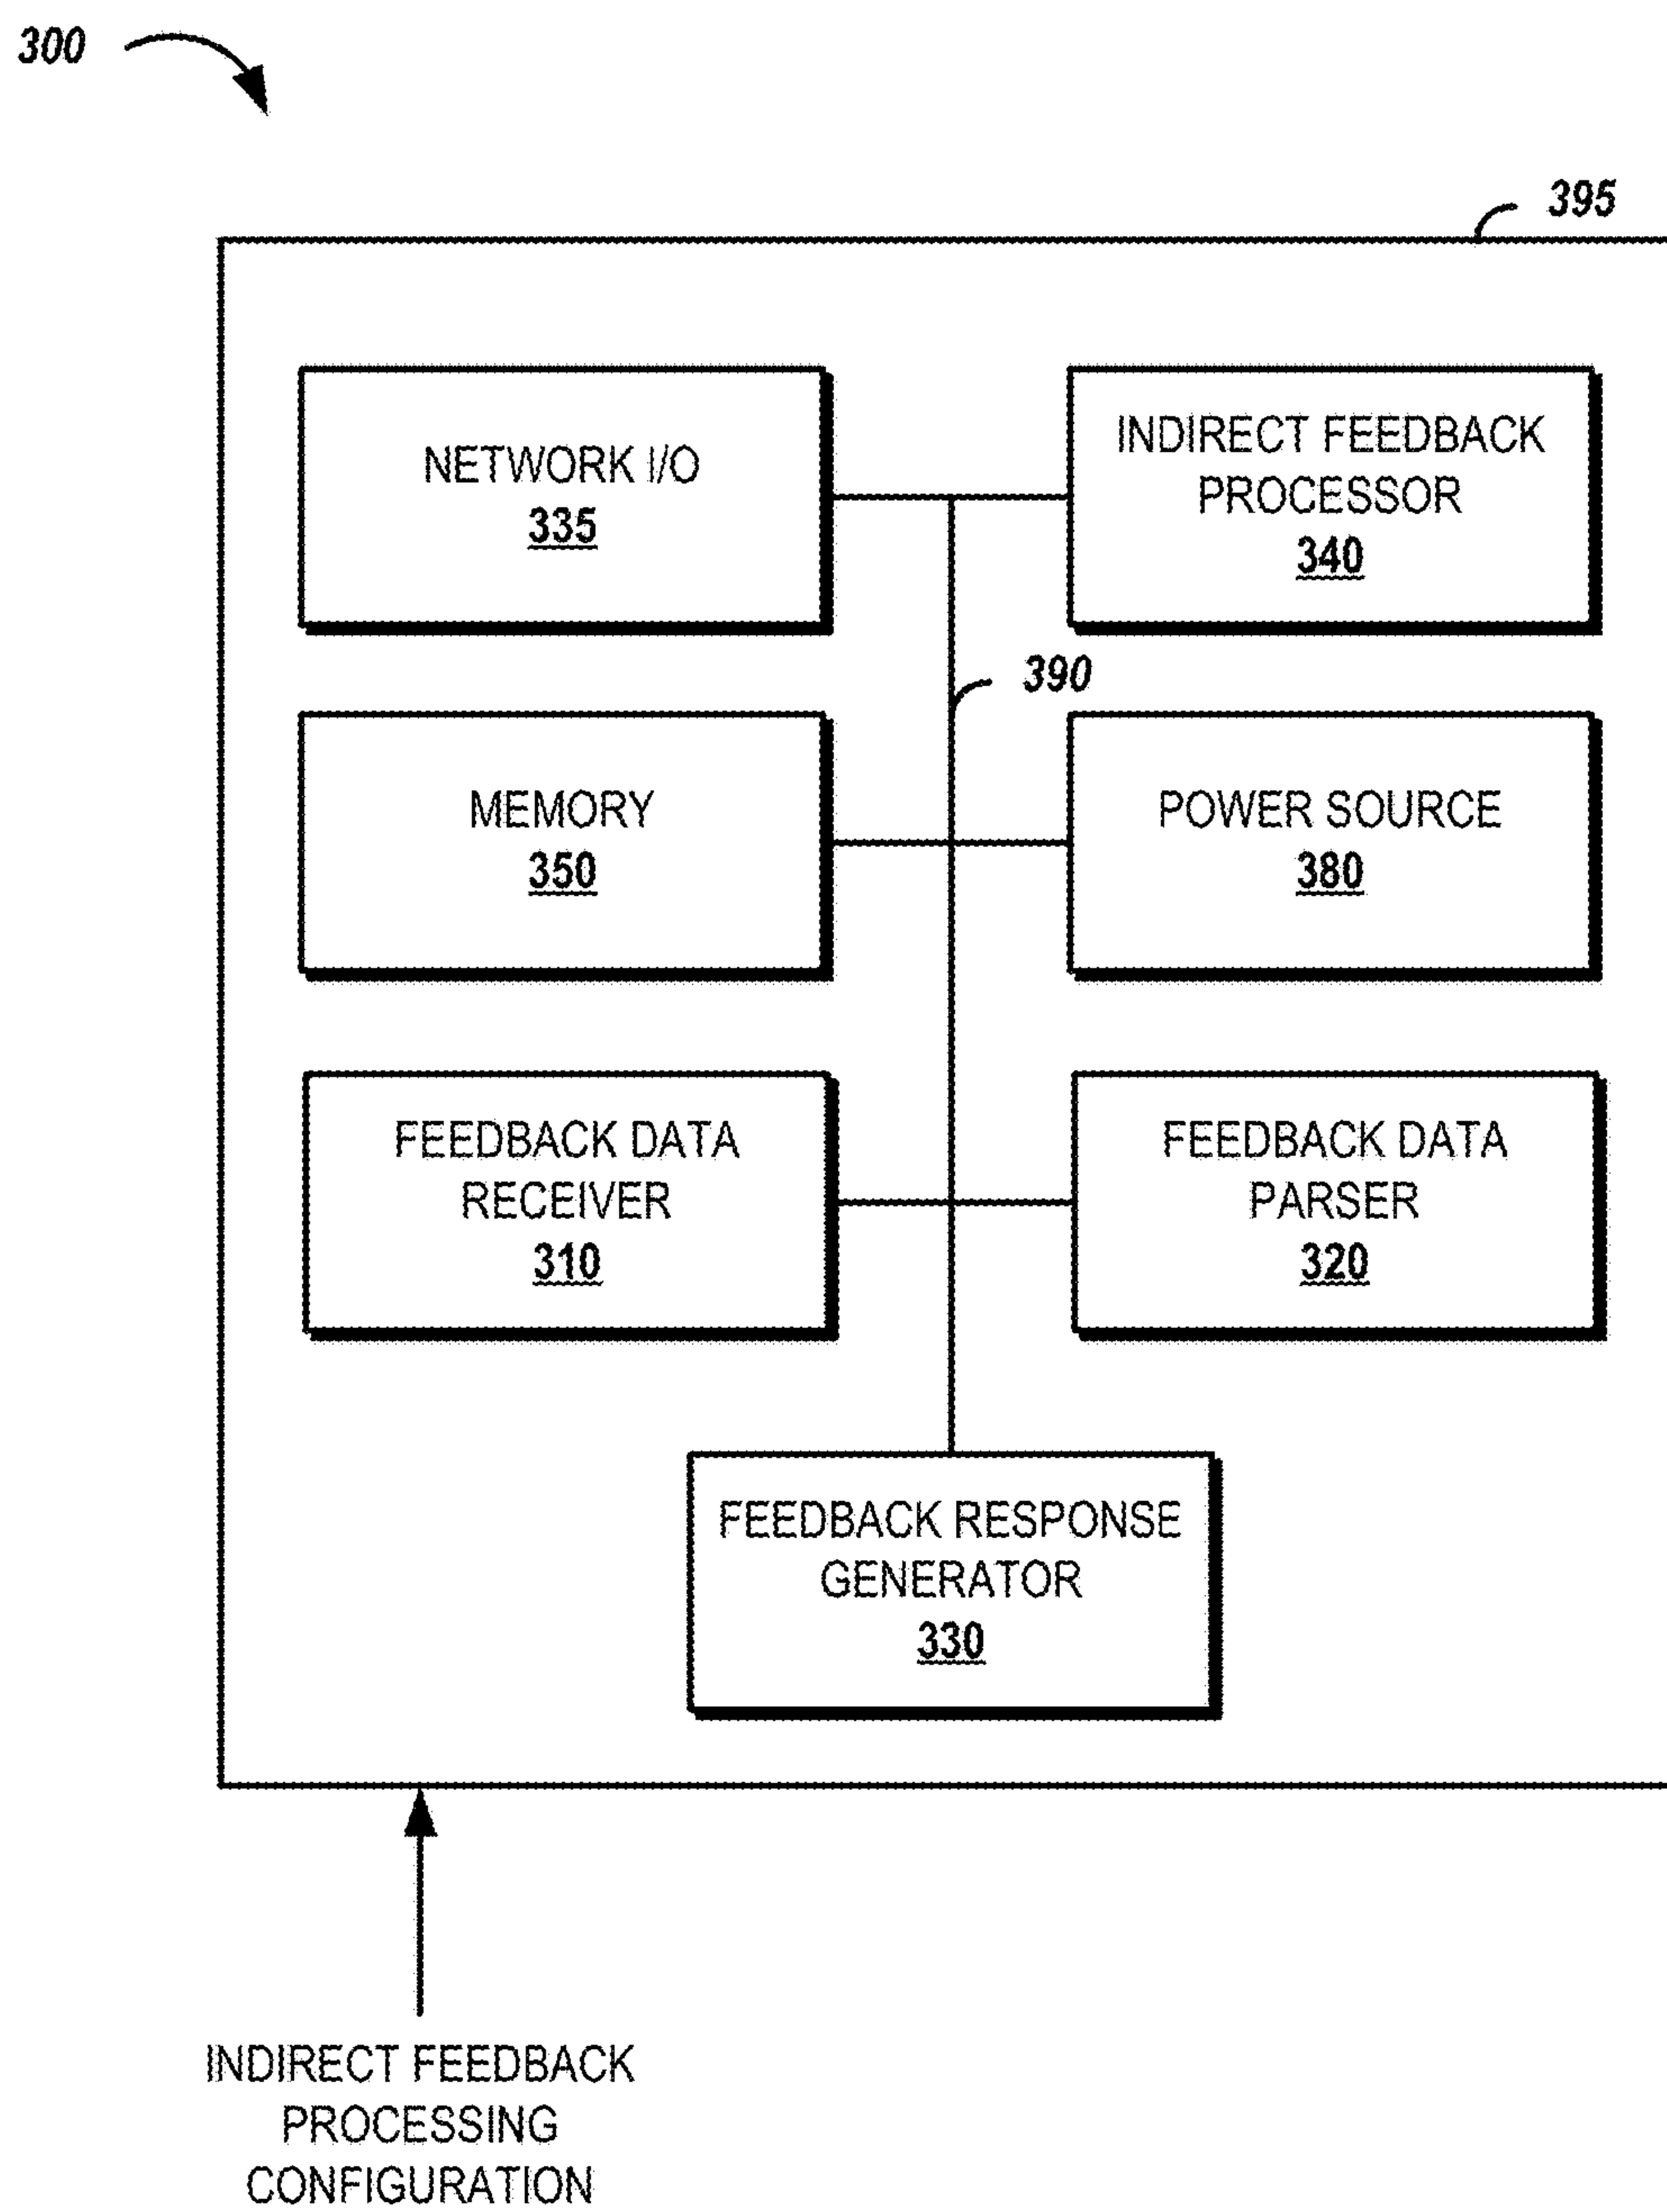 300
395
NETWORK I/O
335
INDIRECT FEEDBACK
PROCESSOR
340
390
MEMORY
350
POWER SOURCE
380
FEEDBACK DATA
RECEIVER
310
FEEDBACK DATA
PARSER
320
FEEDBACK RESPONSE
GENERATOR
330
INDIRECT FEEDBACK
PROCESSING
CONFIGURATION